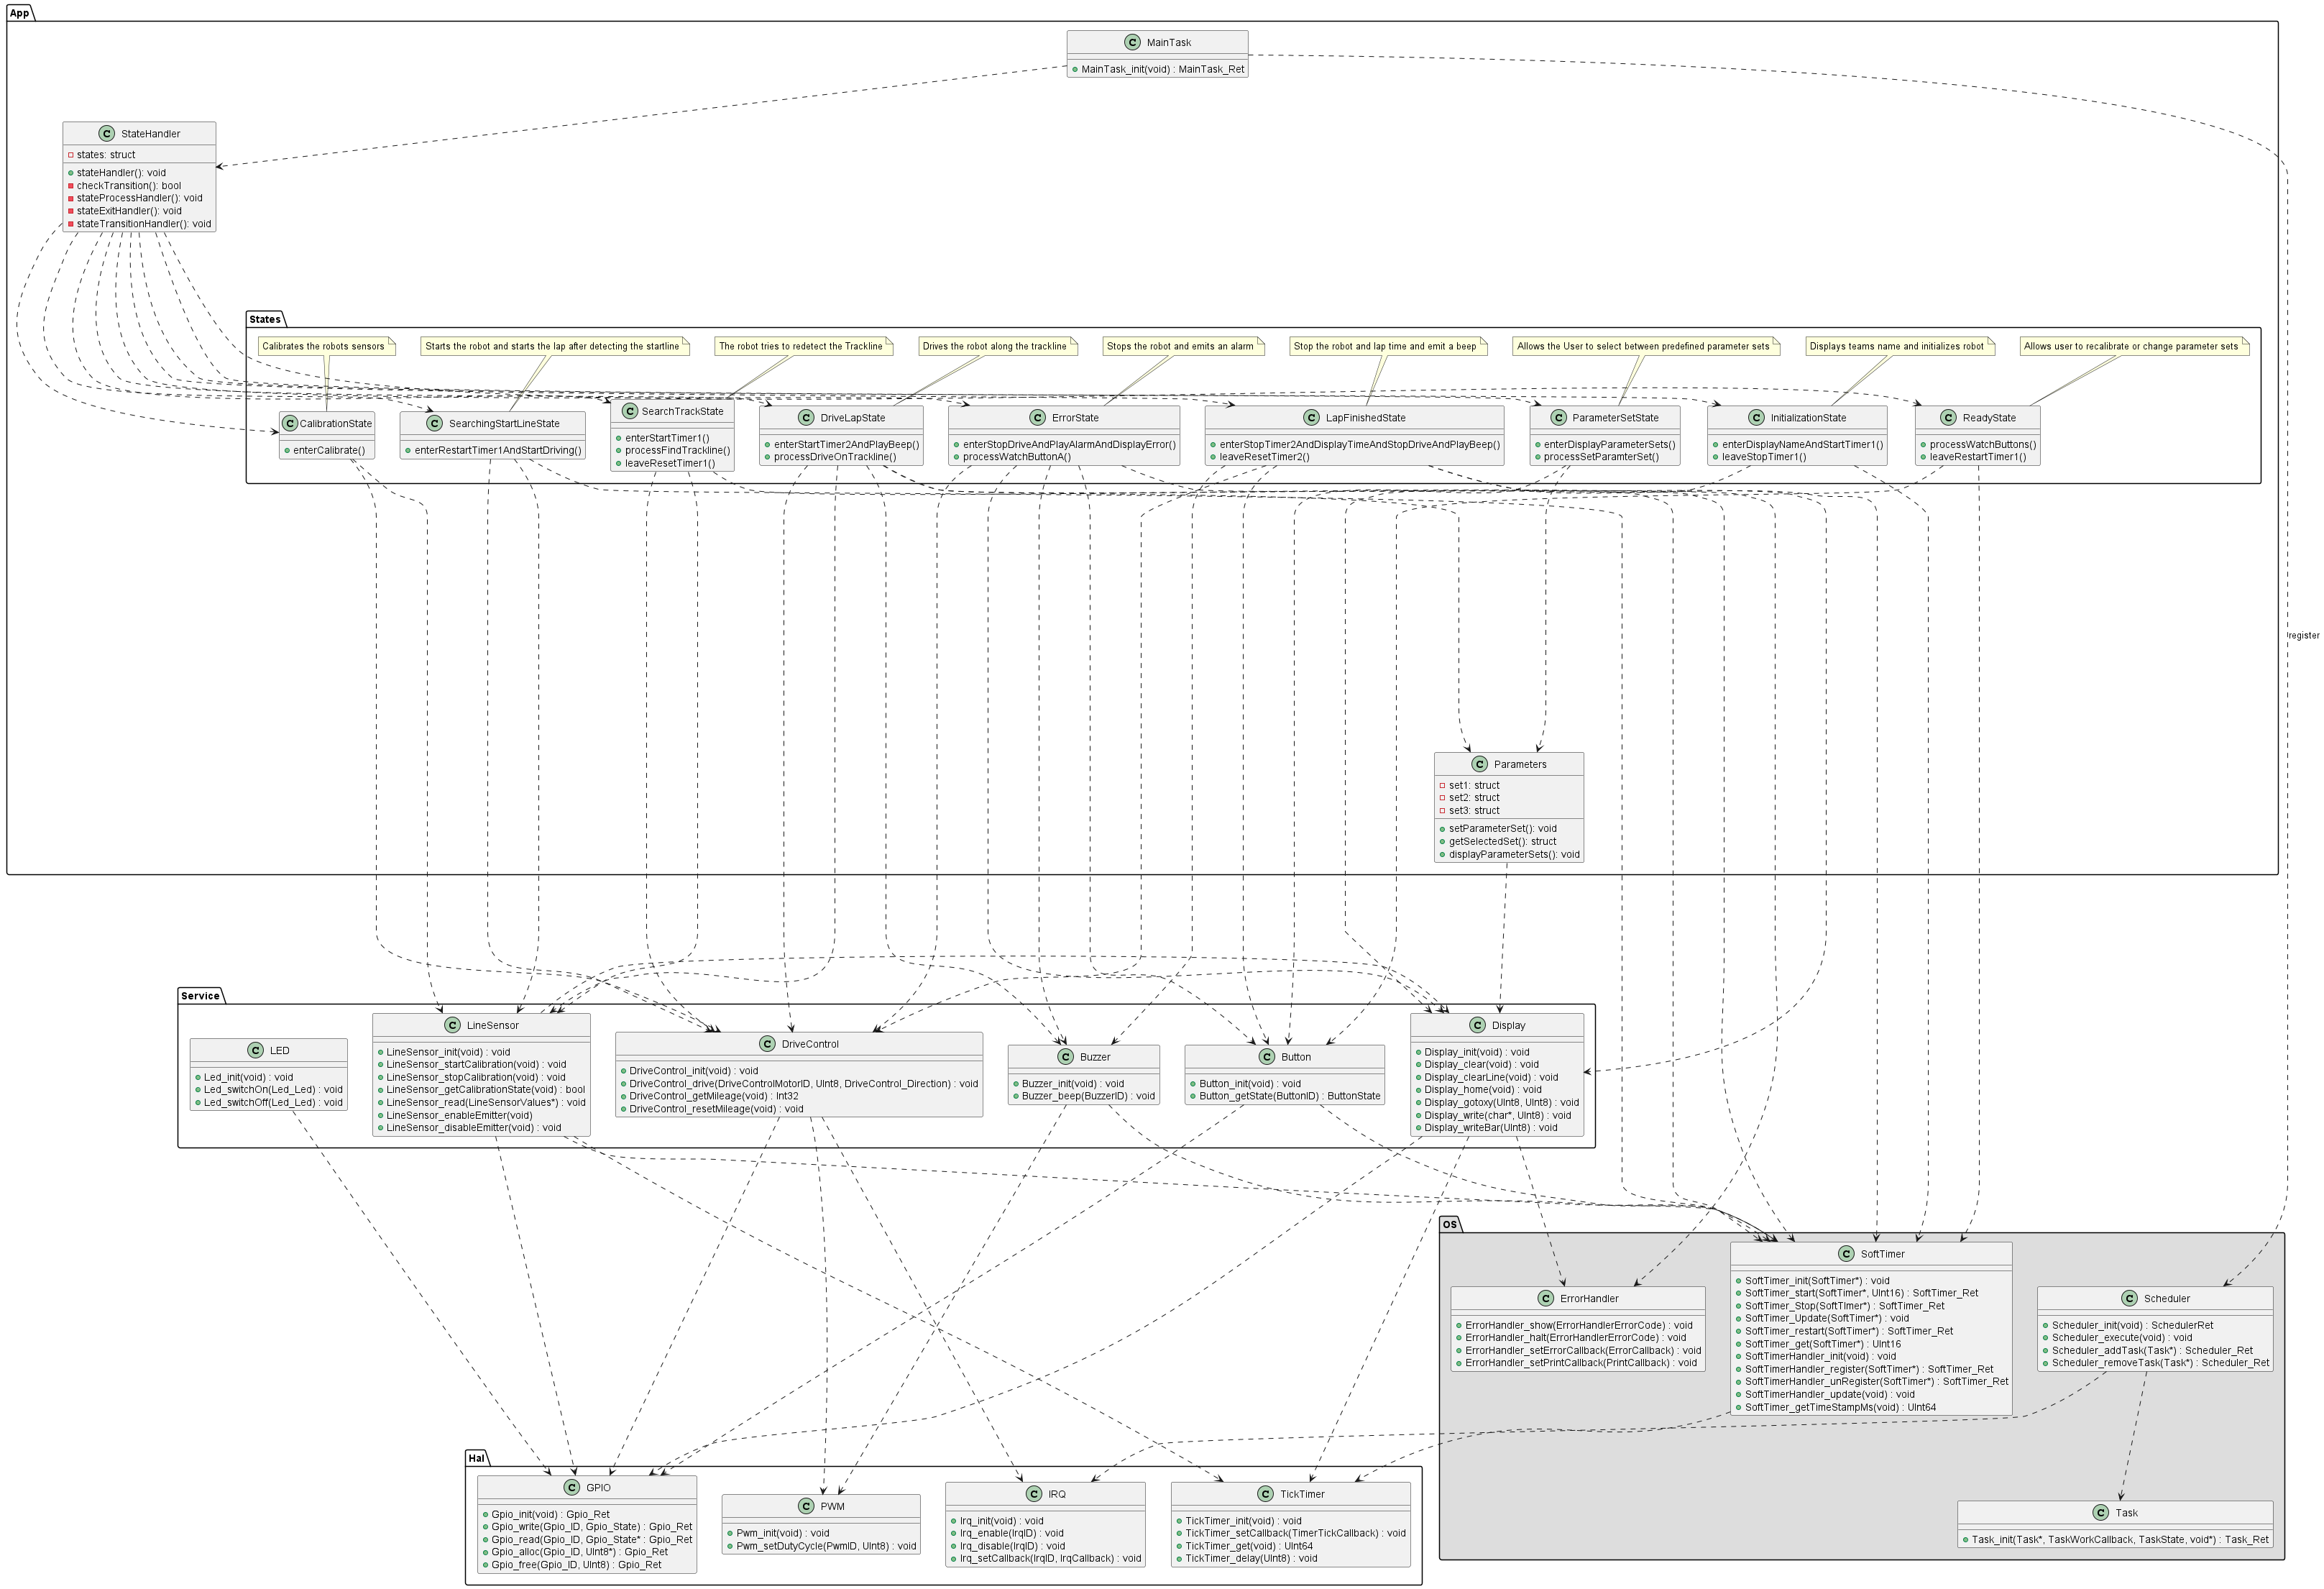 App
MainTask
MainTask_init(void) : MainTask_Ret
StateHandler
states: struct
stateHandler(): void
checkTransition(): bool
stateProcessHandler(): void
stateExitHandler(): void
stateTransitionHandler(): void
States
Calibrates the robots sensors
Starts the robot and starts the lap after detecting the startline
The robot tries to redetect the Trackline
Drives the robot along the trackline
Stops the robot and emits an alarm
Stop the robot and lap time and emit a beep
Allows the User to select between predefined parameter sets
Displays teams name and initializes robot
Allows user to recalibrate or change parameter sets
CalibrationState
enterCalibrate()
SearchingStartLineState
enterRestartTimer1AndStartDriving()
SearchTrackState
enterStartTimer1()
processFindTrackline()
leaveResetTimer1()
DriveLapState
enterStartTimer2AndPlayBeep()
processDriveOnTrackline()
ErrorState
enterStopDriveAndPlayAlarmAndDisplayError()
processWatchButtonA()
LapFinishedState
enterStopTimer2AndDisplayTimeAndStopDriveAndPlayBeep()
leaveResetTimer2()
ParameterSetState
enterDisplayParameterSets()
processSetParamterSet()
InitializationState
enterDisplayNameAndStartTimer1()
leaveStopTimer1()
ReadyState
processWatchButtons()
leaveRestartTimer1()
register
Parameters
set1: struct
set2: struct
set3: struct
setParameterSet(): void
getSelectedSet(): struct
displayParameterSets(): void
Service
LED
Led_init(void) : void
Led_switchOn(Led_Led) : void
Led_switchOff(Led_Led) : void
LineSensor
LineSensor_init(void) : void
LineSensor_startCalibration(void) : void
LineSensor_stopCalibration(void) : void
LineSensor_getCalibrationState(void) : bool
LineSensor_read(LineSensorValues*) : void
LineSensor_enableEmitter(void)
LineSensor_disableEmitter(void) : void
DriveControl
DriveControl_init(void) : void
DriveControl_drive(DriveControlMotorID, UInt8, DriveControl_Direction) : void
DriveControl_getMileage(void) : Int32
DriveControl_resetMileage(void) : void
Buzzer
Buzzer_init(void) : void
Buzzer_beep(BuzzerID) : void
Button
Button_init(void) : void
Button_getState(ButtonID) : ButtonState
Display
Display_init(void) : void
Display_clear(void) : void
Display_clearLine(void) : void
Display_home(void) : void
Display_gotoxy(UInt8, UInt8) : void
Display_write(char*, UInt8) : void
Display_writeBar(UInt8) : void
OS
ErrorHandler
ErrorHandler_show(ErrorHandlerErrorCode) : void
ErrorHandler_halt(ErrorHandlerErrorCode) : void
ErrorHandler_setErrorCallback(ErrorCallback) : void
ErrorHandler_setPrintCallback(PrintCallback) : void
SoftTimer
SoftTimer_init(SoftTimer*) : void
SoftTimer_start(SoftTimer*, UInt16) : SoftTimer_Ret
SoftTimer_Stop(SoftTImer*) : SoftTimer_Ret
SoftTimer_Update(SoftTimer*) : void
SoftTimer_restart(SoftTimer*) : SoftTimer_Ret
SoftTimer_get(SoftTimer*) : UInt16
SoftTimerHandler_init(void) : void
SoftTimerHandler_register(SoftTimer*) : SoftTimer_Ret
SoftTimerHandler_unRegister(SoftTimer*) : SoftTimer_Ret
SoftTimerHandler_update(void) : void
SoftTimer_getTimeStampMs(void) : UInt64
Scheduler
Scheduler_init(void) : SchedulerRet
Scheduler_execute(void) : void
Scheduler_addTask(Task*) : Scheduler_Ret
Scheduler_removeTask(Task*) : Scheduler_Ret
Task
Task_init(Task*, TaskWorkCallback, TaskState, void*) : Task_Ret
Hal
GPIO
Gpio_init(void) : Gpio_Ret
Gpio_write(Gpio_ID, Gpio_State) : Gpio_Ret
Gpio_read(Gpio_ID, Gpio_State* : Gpio_Ret
Gpio_alloc(Gpio_ID, UInt8*) : Gpio_Ret
Gpio_free(Gpio_ID, UInt8) : Gpio_Ret
PWM
Pwm_init(void) : void
Pwm_setDutyCycle(PwmID, UInt8) : void
IRQ
Irq_init(void) : void
Irq_enable(IrqID) : void
Irq_disable(IrqID) : void
Irq_setCallback(IrqID, IrqCallback) : void
TickTimer
TickTimer_init(void) : void
TickTimer_setCallback(TimerTickCallback) : void
TickTimer_get(void) : UInt64
TickTimer_delay(UInt8) : void